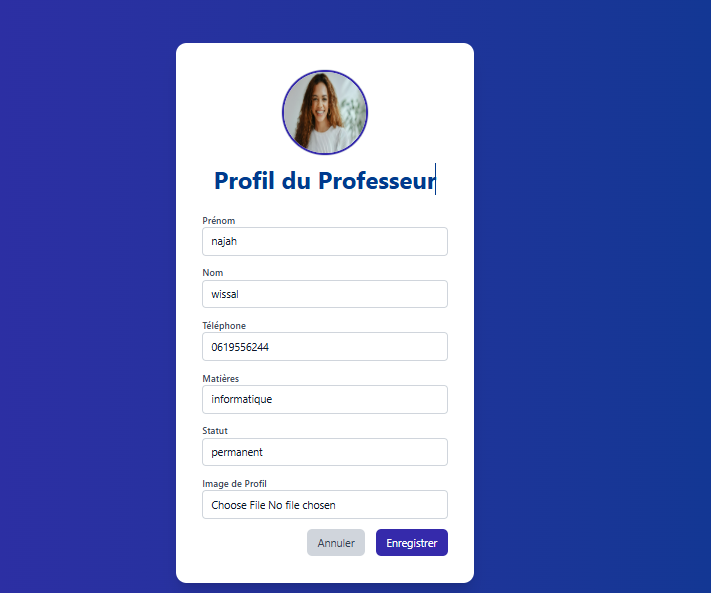 Profil du Professeur
Prénom
najah
Nom
wissal
Téléphone
0619556244
Matières
informatique
Statut
permanent
Image de Profil
Choose File No file chosen
Annuler Enregistrer